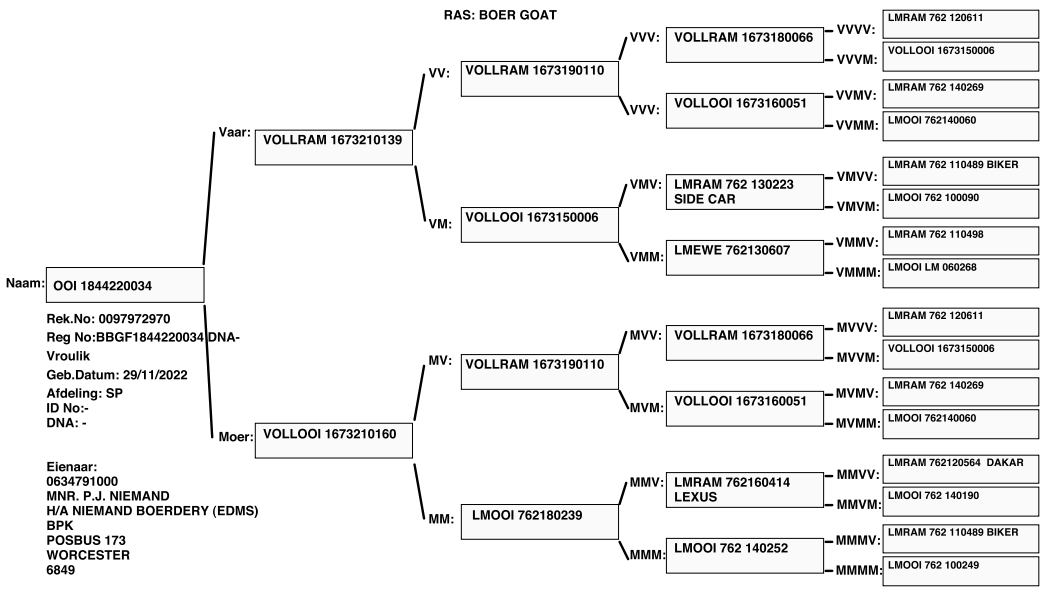 RAS: BOER GOAT
Naam: OOI 1844220034
Rek.No: 0097972970
Reg No:BBGF1844220034 DNA-
Vroulik
Geb.Datum: 29/11/2022
Afdeling: SP
ID No:-
DNA: -
Eienaar:
0634791000
MNR. P.J. NIEMAND
H/A NIEMAND BOERDERY (EDMS)
BPK
POSBUS 173
WORCESTER
6849
Vaar: VOLLRAM 1673210139
Moer: VOLLOOI 1673210160
VV: VOLLRAM 1673190110
VM: VOLLOOI 1673150006
MV: VOLLRAM 1673190110
MM: LMOOI 762180239
VVV: VOLLRAM 1673180066
VVV: VOLLOOI 1673160051
VMV: LMRAM 762 130223
SIDE CAR
VMM: LMEWE 762130607
MVV: VOLLRAM 1673180066
MVM: VOLLOOI 1673160051
MMV: LMRAM 762160414
LEXUS
MMM: LMOOI 762 140252
VVVV: LMRAM 762 120611
VVVM: VOLLOOI 1673150006
VVMV: LMRAM 762 140269
VVMM: LMOOI 762140060
VMVV: LMRAM 762 110489 BIKER
VMVM: LMOOI 762 100090
VMMV: LMRAM 762 110498
VMMM: LMOOI LM 060268
MVVV: LMRAM 762 120611
MVVM: VOLLOOI 1673150006
MVMV: LMRAM 762 140269
MVMM: LMOOI 762140060
MMVV: LMRAM 762120564 DAKAR
MMVM: LMOOI 762 140190
MMMV: LMRAM 762 110489 BIKER
MMMM: LMOOI 762 100249